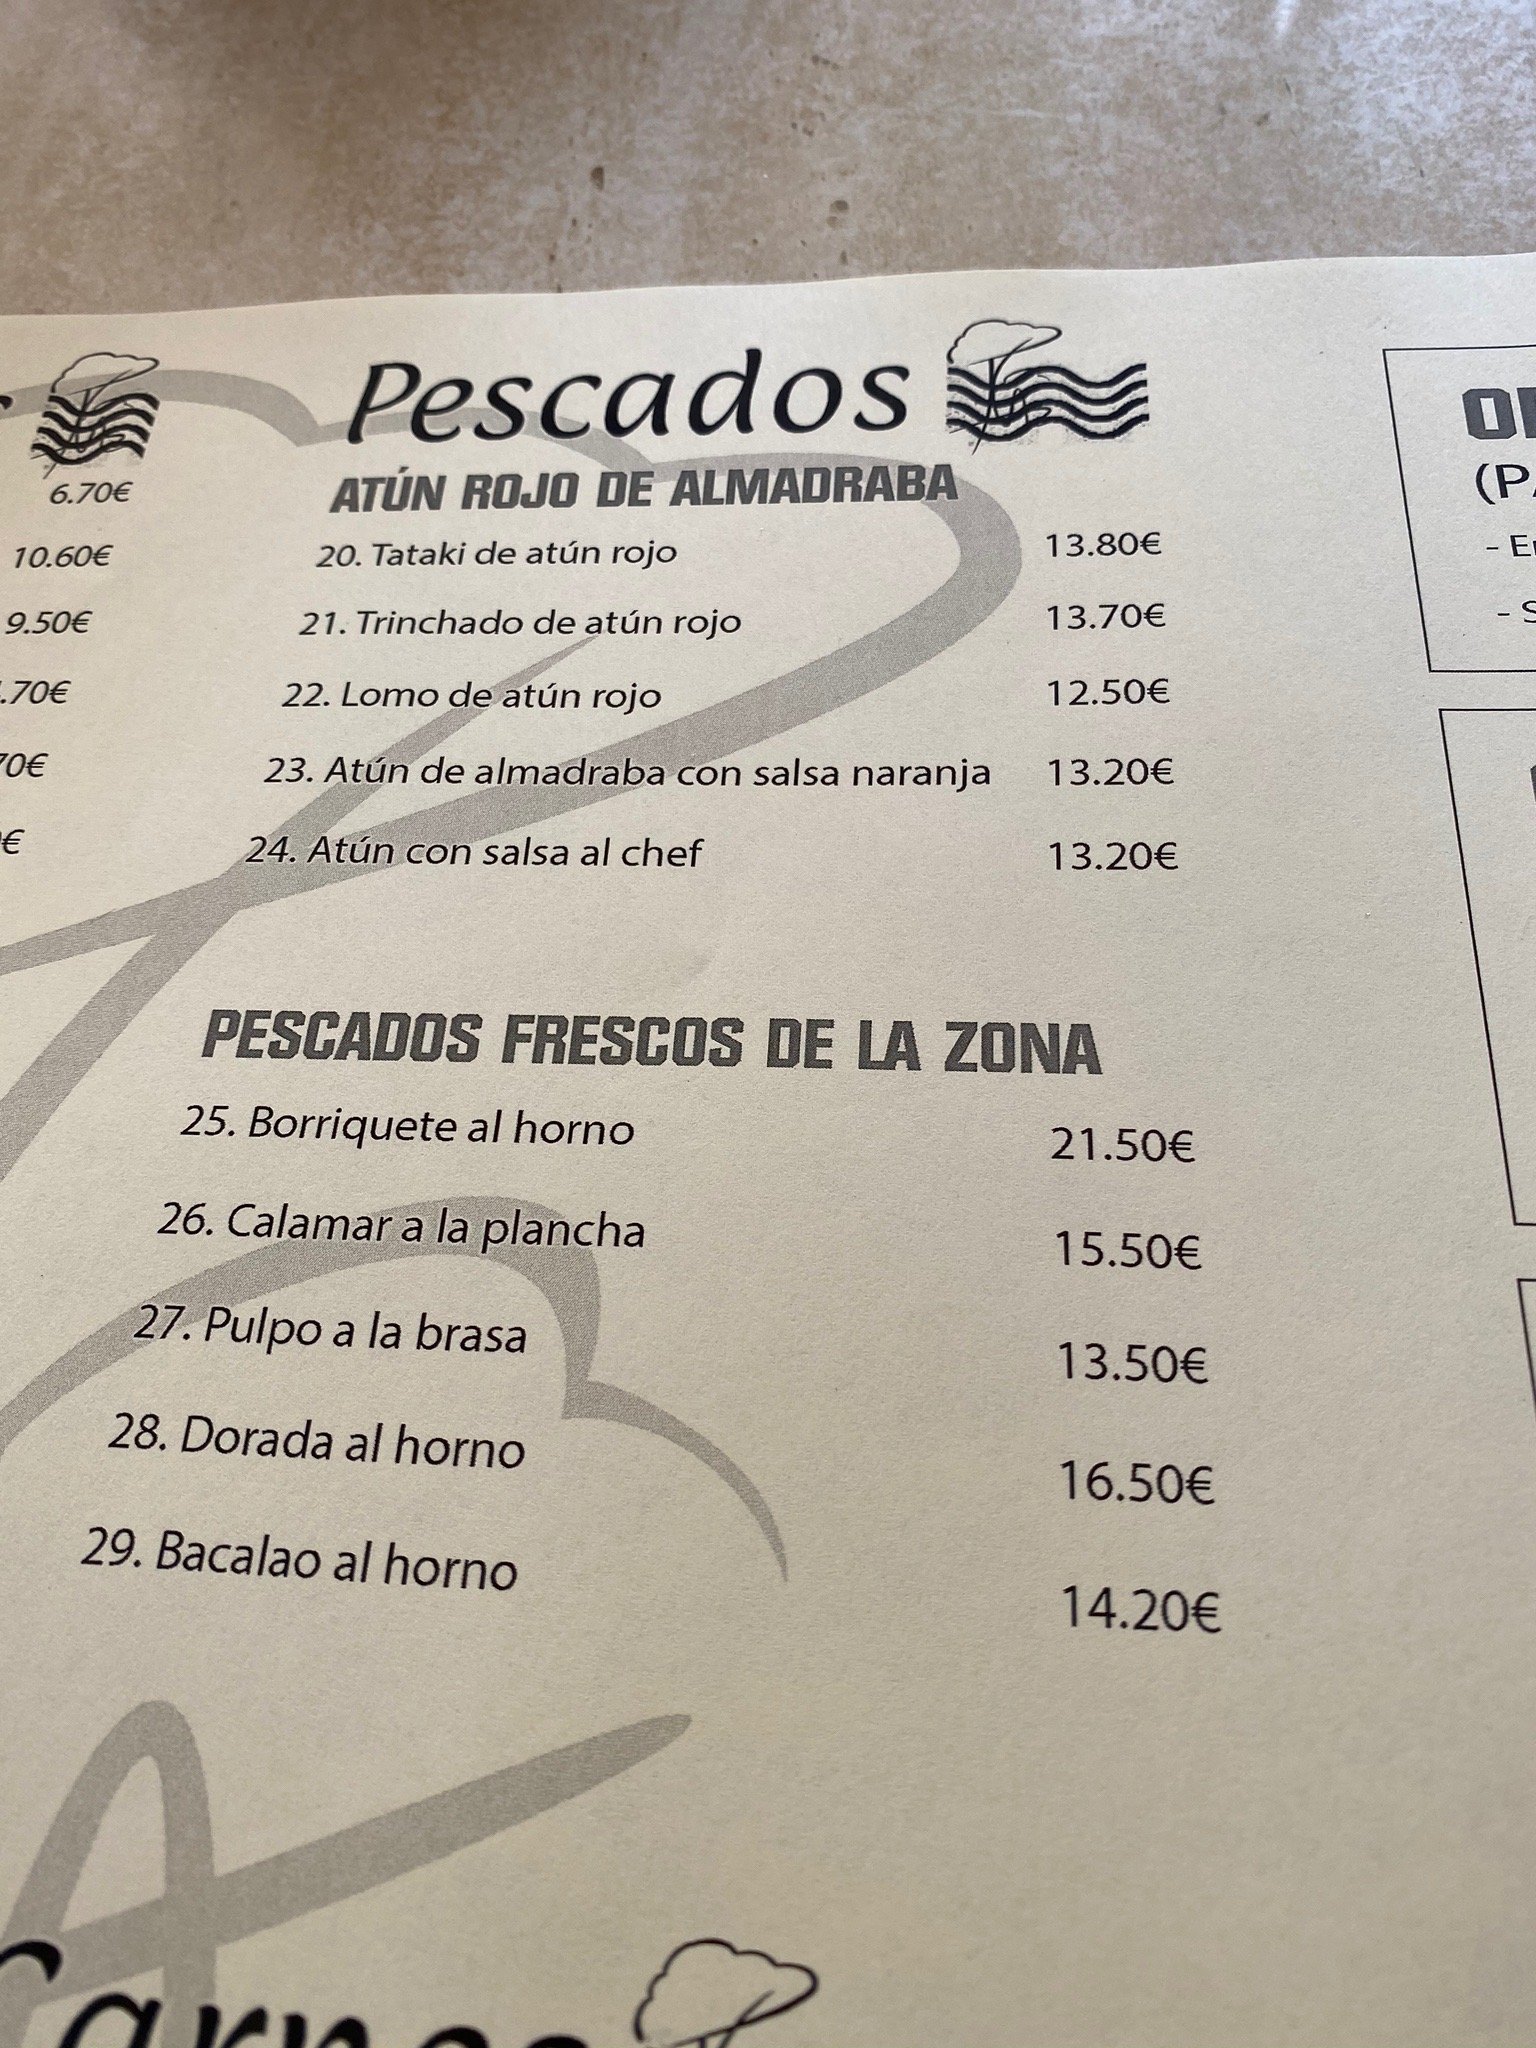 Pescados
ATÚN ROJO DE ALMADRABA
20. Tataki de atún rojo 13.80€
21. Trinchado de atún rojo 13.70€
22. Lomo de atún rojo 12.50€
23. Atún de almadraba con salsa naranja 13.20€
24. Atún con salsa al chef 13.20€
PESCADOS FRESCOS DE LA ZONA
25. Borriquete al horno 21.50€
26. Calamar a la plancha 15.50€
27. Pulpo a la brasa 13.50€
28. Dorada al horno 16.50€
29. Bacalao al horno 14.20€
6.70€
10.60€
9.50€
.70€
70€
€
Carnes